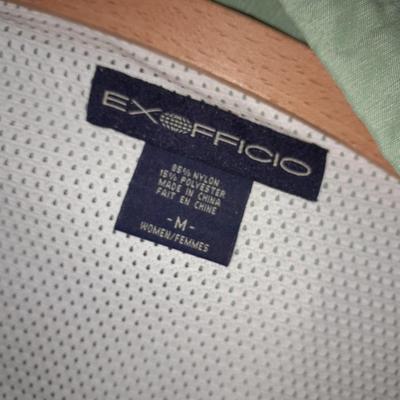 EXOFFICIO
85% NYLON
15% POLYESTER
MADE IN CHINA
FAIT EN CHINE
-M-
WOMEN/FEMMES